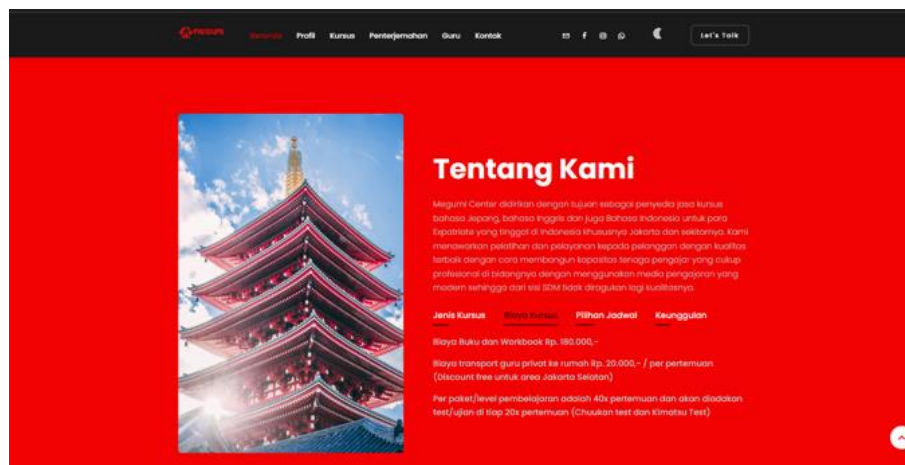 MEGUMI
Beranda Profil Kursus Penterjemahan Guru Kontak Let's Talk
Tentang Kami
Megumi Center didirikan dengan tujuan sebagai penyedia jasa kursus
bahasa Jepang, bahasa Inggris dan juga Bahasa Indonesia untuk para
Expatriate yang tinggal di Indonesia khususnya Jakarta dan sekitarnya. Kami
menawarkan pelatihan dan pelayanan kepada pelanggan dengan kualitas
terbaik dengan cara membangun kapasitas tenaga pengajar yang cukup
professional di bidangnya dengan menggunakan media pengajaran yang
modern sehingga dari sisi SDM tidak diragukan lagi kualitasnya.
Jenis Kursus Biaya Kursus Pilihan Jadwal Keunggulan
Biaya Buku dan Workbook Rp. 180.000,-
Biaya transport guru privat ke rumah Rp. 20.000,- / per pertemuan
(Discount free untuk area Jakarta Selatan)
Per paket/level pembelajaran adalah 40x pertemuan dan akan diadakan
test/ujian di tiap 20x pertemuan (Chuukan test dan Kimatsu Test)